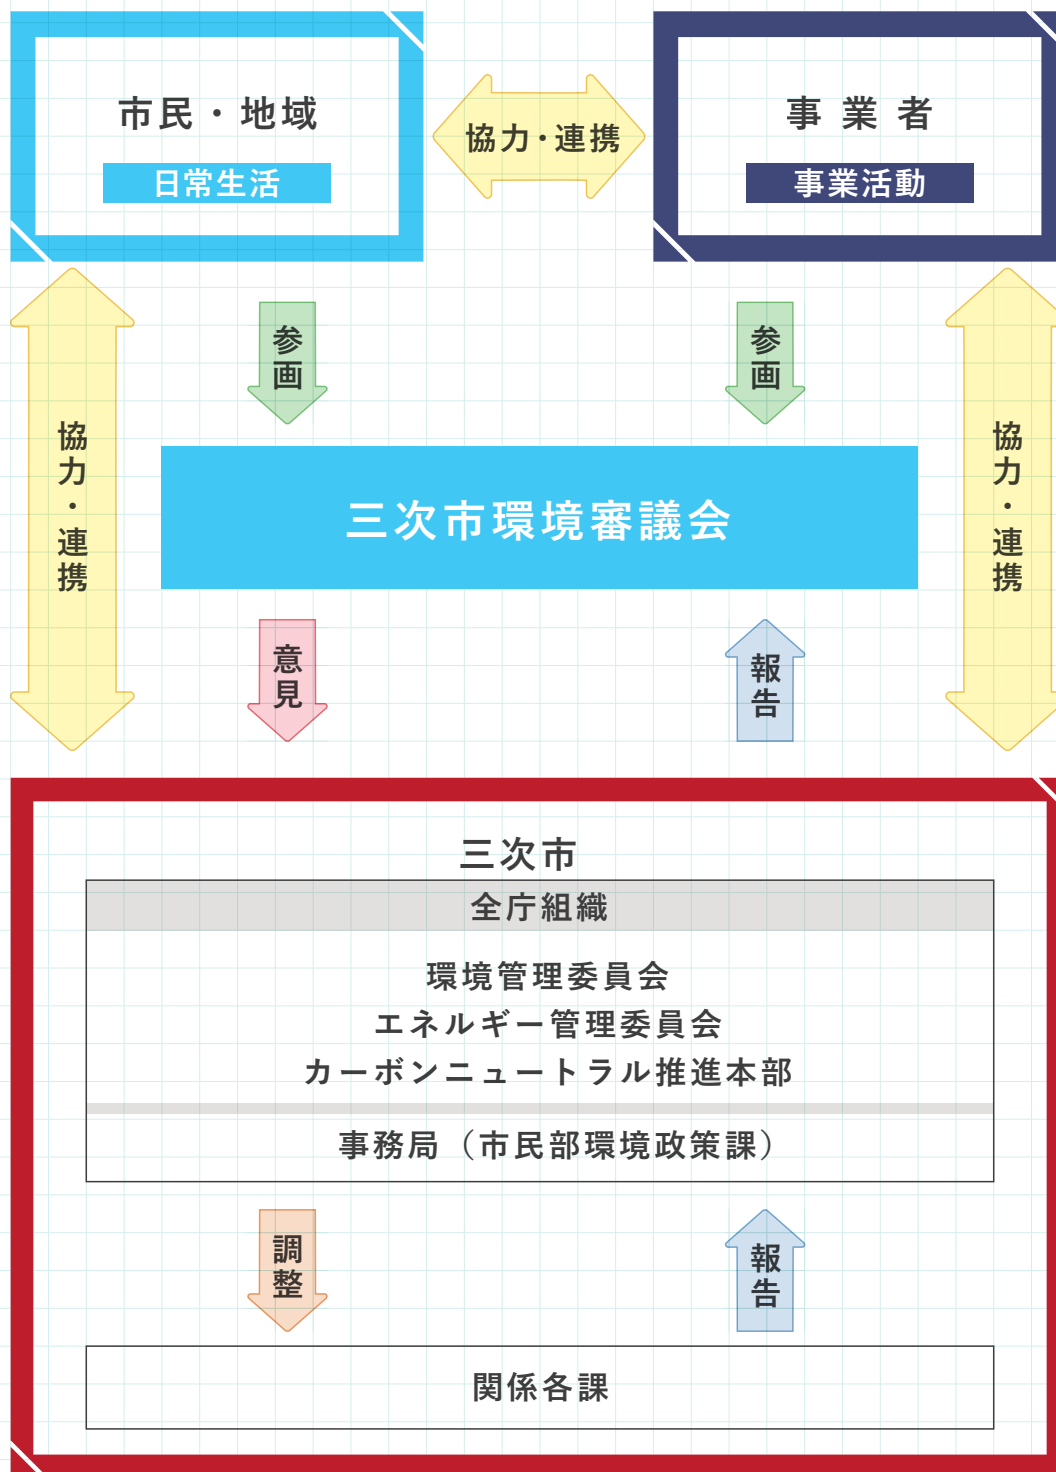 市民・地域
日常生活
協力・連携
事業者
事業活動
参画
参画
協力・連携
三次市環境審議会
協力・連携
意見
報告
三次市
全庁組織
環境管理委員会
エネルギー管理委員会
カーボンニュートラル推進本部
事務局（市民部環境政策課）
調整
報告
関係各課